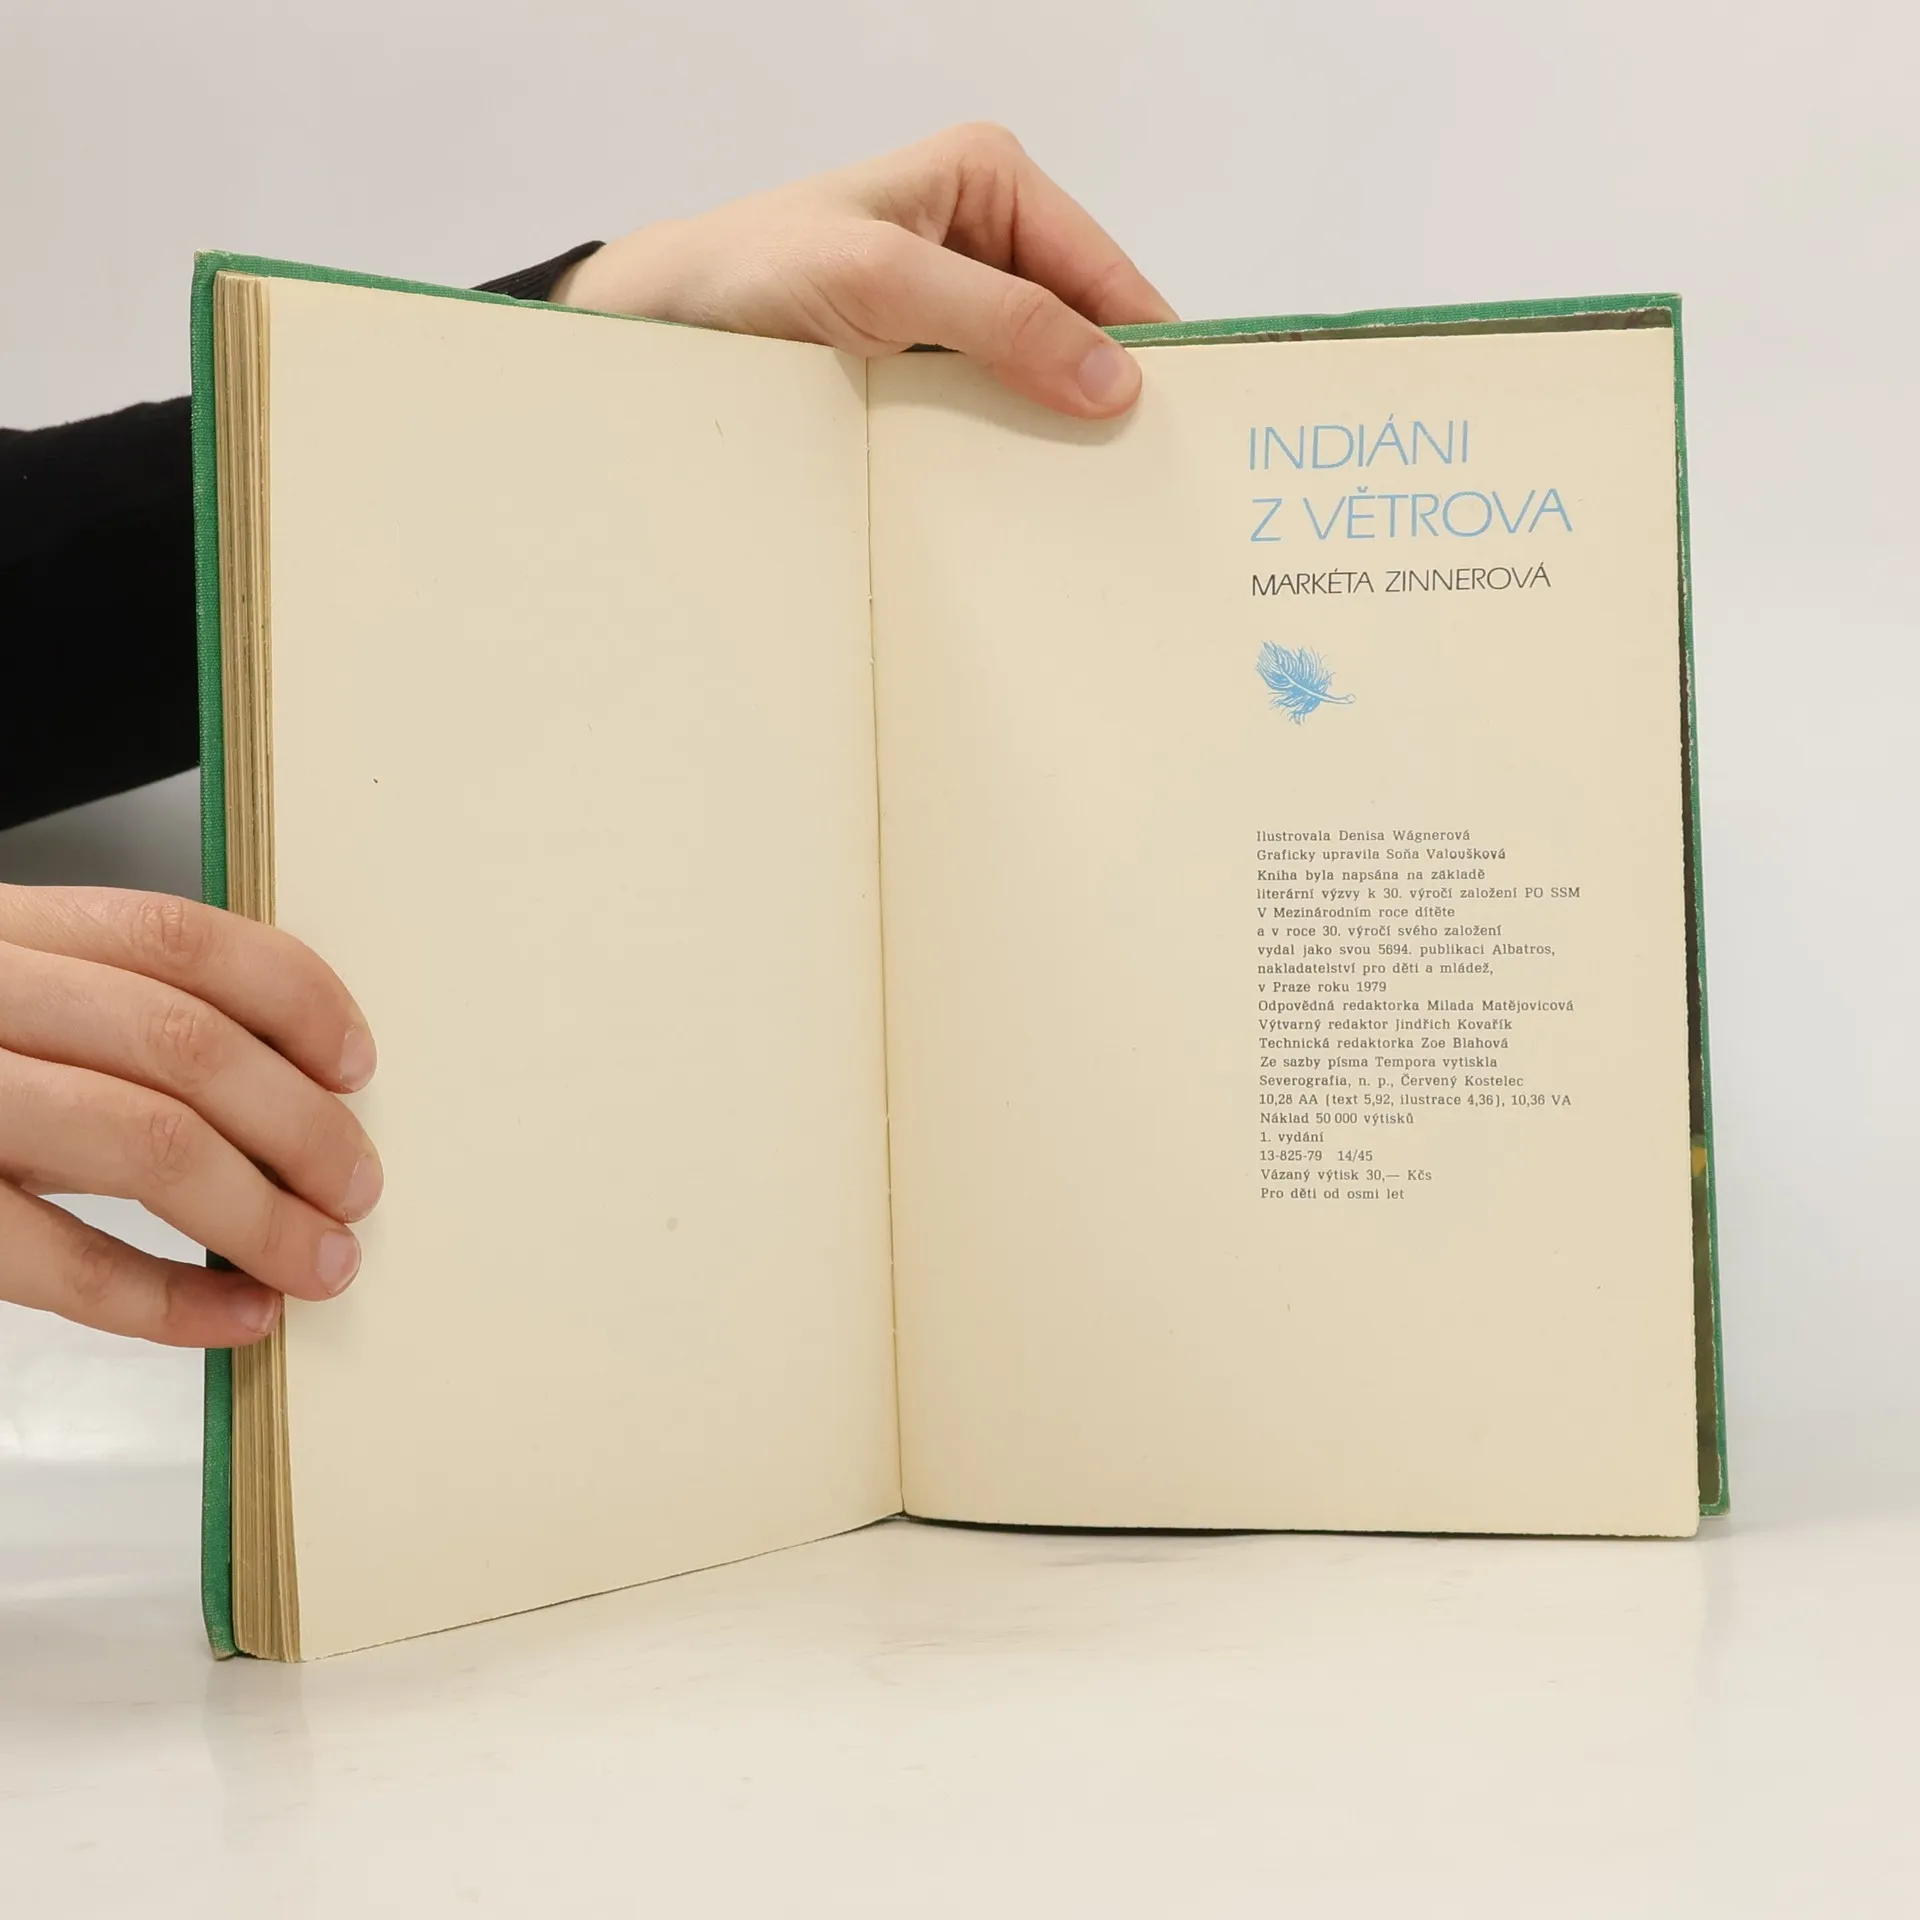 INDIÁNI
Z VĚTROVA
MARKÉTA ZINNEROVÁ
Ilustrovala Denisa Wágnerová
Graficky upravila Soňa Valoušková
Kniha byla napsána na základě
literární výzvy k 30. výročí založení PO SSM
V Mezinárodním roce dítěte
a v roce 30. výročí svého založení
vydal jako svou 5694. publikaci Albatros,
nakladatelství pro děti a mládež,
v Praze roku 1979
Odpovědná redaktorka Milada Matějovicová
Výtvarný redaktor Jindřich Kovařík
Technická redaktorka Zoe Blahová
Ze sazby písma Tempora vytiskla
Severografia, n. p., Červený Kostelec
10,28 AA (text 5,92, ilustrace 4,36), 10,36 VA
Náklad 50 000 výtisků
1. vydání
13-825-79 14/45
Vázaný výtisk 30,— Kčs
Pro děti od osmi let